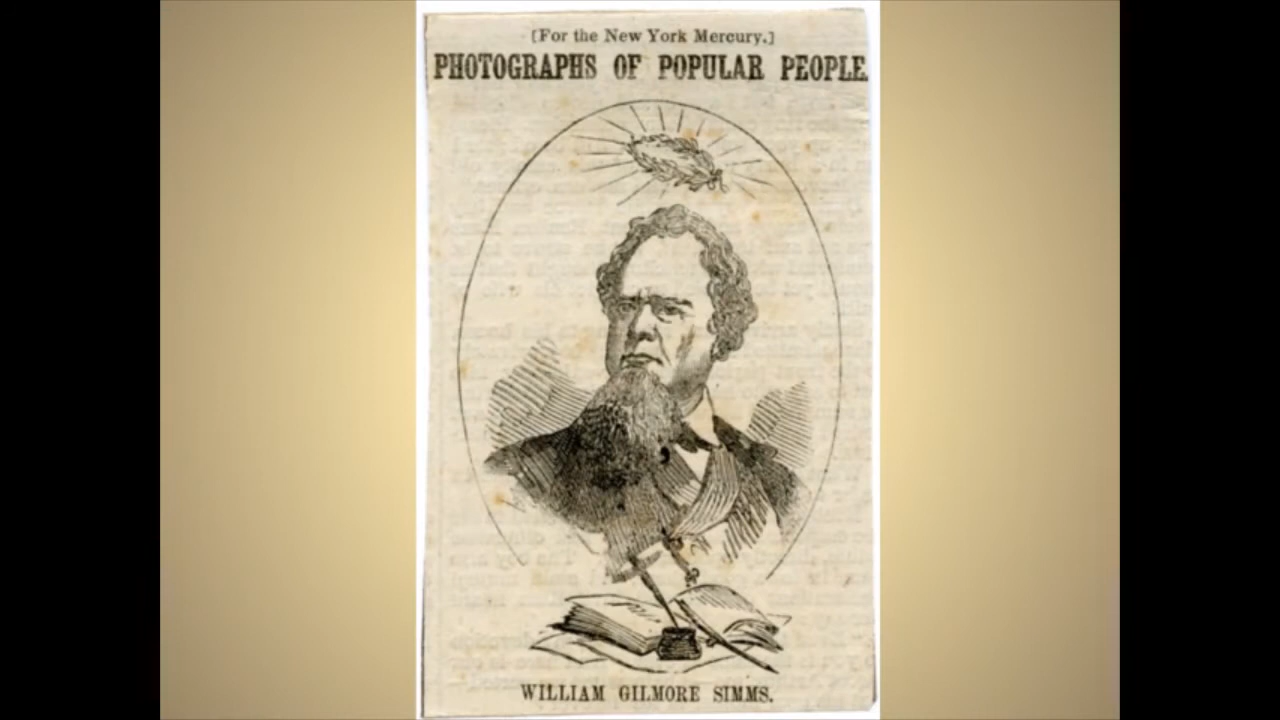 [For the New York Mercury.]
PHOTOGRAPHS OF POPULAR PEOPLE.
WILLIAM GILMORE SIMMS.